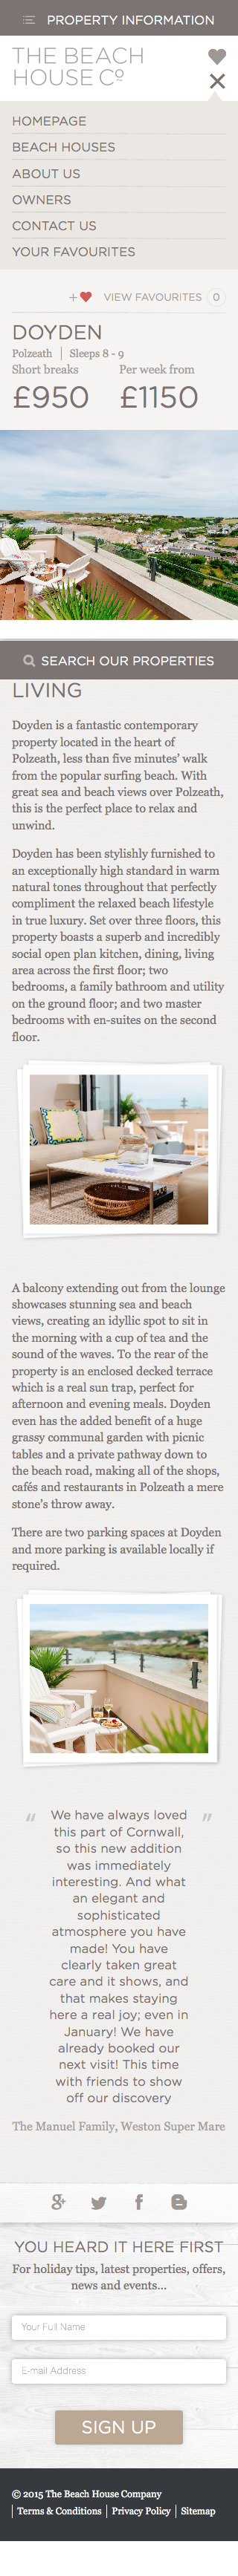 PROPERTY INFORMATION
THE BEACH
HOUSE Cº
HOMEPAGE
BEACH HOUSES
ABOUT US
OWNERS
CONTACT US
YOUR FAVOURITES
+ VIEW FAVOURITES 0
DOYDEN
Polzeath | Sleeps 8 - 9
Short breaks Per week from
£950 £1150
SEARCH OUR PROPERTIES
LIVING
Doyden is a fantastic contemporary
property located in the heart of
Polzeath, less than five minutes’ walk
from the popular surfing beach. With
great sea and beach views over Polzeath,
this is the perfect place to relax and
unwind.
Doyden has been stylishly furnished to
an exceptionally high standard in warm
natural tones throughout that perfectly
compliment the relaxed beach lifestyle
in true luxury. Set over three floors, this
property boasts a superb and incredibly
social open plan kitchen, dining, living
area across the first floor; two
bedrooms, a family bathroom and utility
on the ground floor; and two master
bedrooms with en-suites on the second
floor.
A balcony extending out from the lounge
showcases stunning sea and beach
views, creating an idyllic spot to sit in
the morning with a cup of tea and the
sound of the waves. To the rear of the
property is an enclosed decked terrace
which is a real sun trap, perfect for
afternoon and evening meals. Doyden
even has the added benefit of a huge
grassy communal garden with picnic
tables and a private pathway down to
the beach road, making all of the shops,
cafés and restaurants in Polzeath a mere
stone’s throw away.
There are two parking spaces at Doyden
and more parking is available locally if
required.
“ We have always loved ”
this part of Cornwall,
so this new addition
was immediately
interesting. And what
an elegant and
sophisticated
atmosphere you have
made! You have
clearly taken great
care and it shows, and
that makes staying
here a real joy; even in
January! We have
already booked our
next visit! This time
with friends to show
off our discovery
The Manuel Family, Weston Super Mare
YOU HEARD IT HERE FIRST
For holiday tips, latest properties, offers,
news and events...
Your Full Name
E-mail Address
SIGN UP
© 2015 The Beach House Company
| Terms & Conditions | Privacy Policy | Sitemap